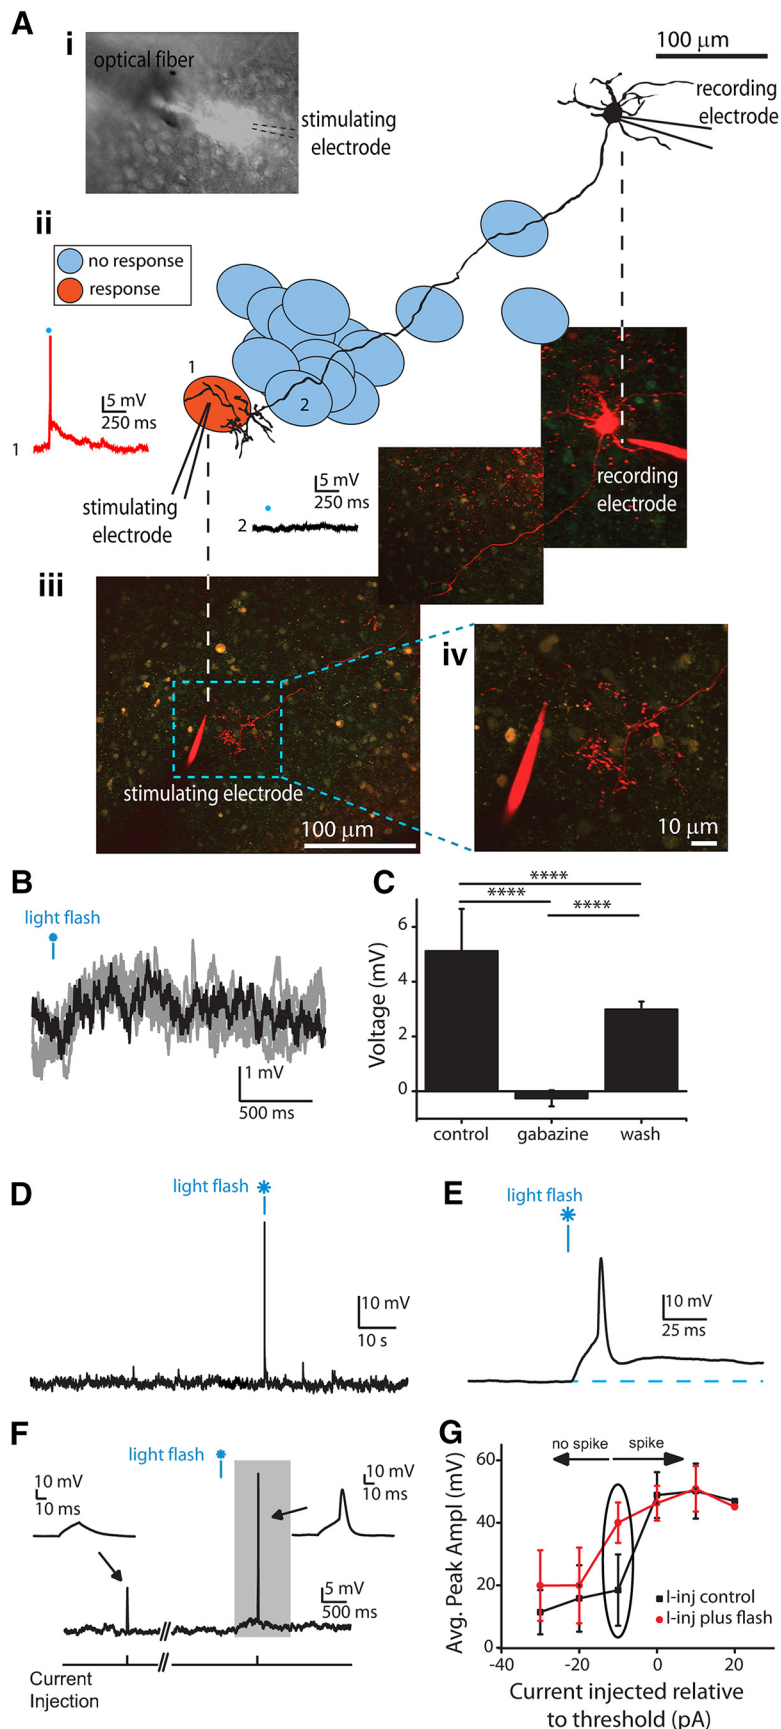 A
i
optical fiber
stimulating
electrode
100 μm
recording
electrode
ii
no response
response
1
2
1
5 mV
250 ms
stimulating
electrode
5 mV
250 ms
2
recording
electrode
iii
stimulating electrode
100 μm
iv
10 μm
B
light flash
1 mV
500 ms
C
****
****
****
Voltage (mV)
6
4
2
0
control
gabazine
wash
D
light flash
10 mV
10 s
E
light flash
10 mV
25 ms
F
light flash
10 mV
10 ms
10 mV
10 ms
5 mV
500 ms
Current
Injection
G
no spike
spike
Avg. Peak Ampl (mV)
60
40
20
0
I-inj control
I-inj plus flash
-40
-20
0
20
Current injected relative
to threshold (pA)